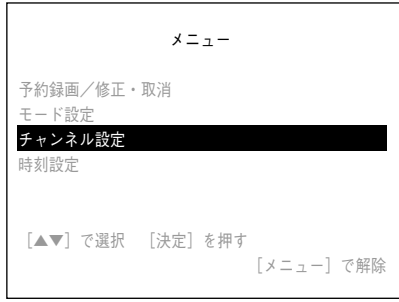 メニュー
予約録画／修正・取消
モード設定
チャンネル設定
時刻設定
［▲▼］で選択　［決定］を押す
［メニュー］で解除